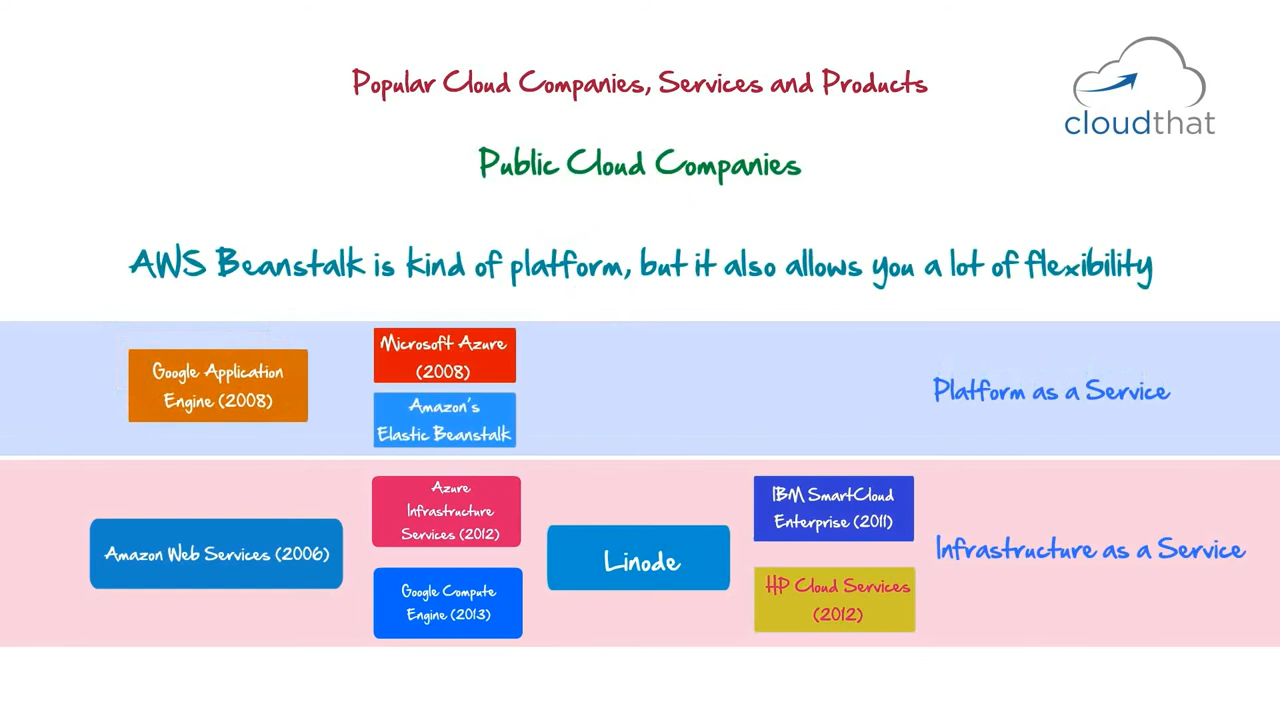 Popular Cloud Companies, Services and Products
cloudthat
Public Cloud Companies
AWS Beanstalk is kind of platform, but it also allows you a lot of flexibility
Google Application
Engine (2008)
Microsoft Azure
(2008)
Amazon's
Elastic Beanstalk
Platform as a Service
Amazon Web Services (2006)
Azure
Infrastructure
Services (2012)
Google Compute
Engine (2013)
Linode
IBM SmartCloud
Enterprise (2011)
HP Cloud Services
(2012)
Infrastructure as a Service